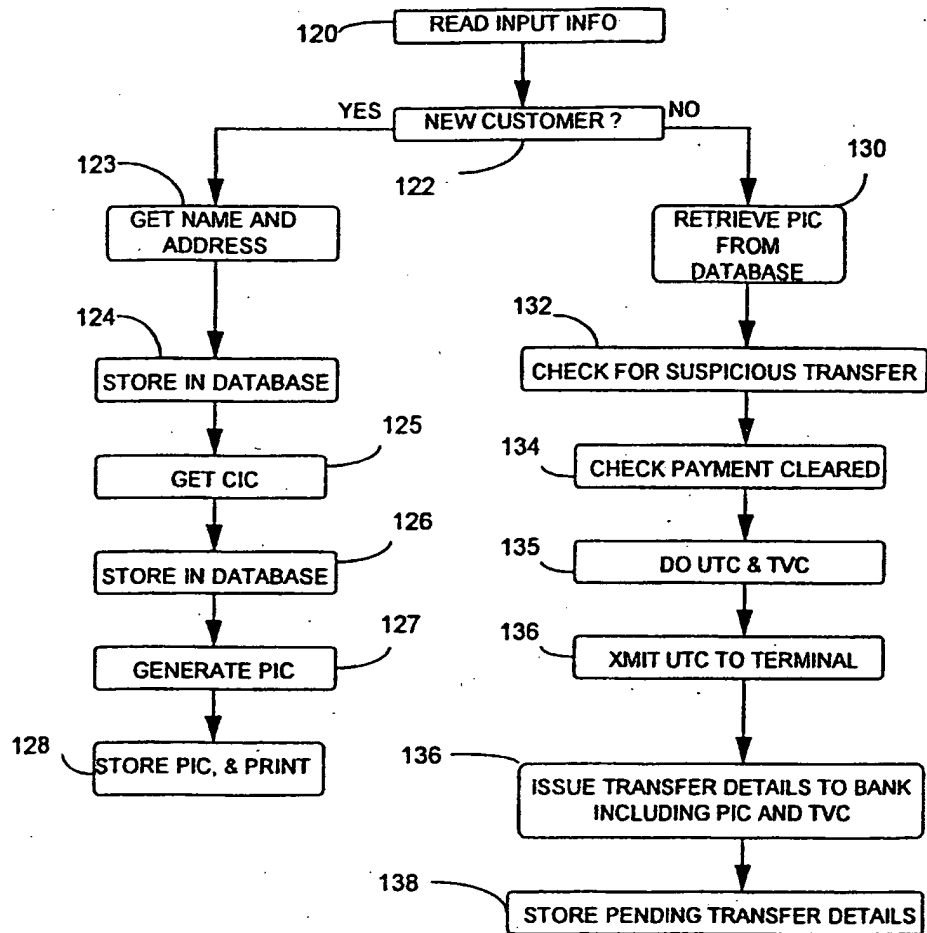 120
READ INPUT INFO
YES
NEW CUSTOMER ?
NO
122
123
GET NAME AND
ADDRESS
124
STORE IN DATABASE
125
GET CIC
126
STORE IN DATABASE
127
GENERATE PIC
128
STORE PIC, & PRINT
130
RETRIEVE PIC
FROM
DATABASE
132
CHECK FOR SUSPICIOUS TRANSFER
134
CHECK PAYMENT CLEARED
135
DO UTC & TVC
136
XMIT UTC TO TERMINAL
136
ISSUE TRANSFER DETAILS TO BANK
INCLUDING PIC AND TVC
138
STORE PENDING TRANSFER DETAILS